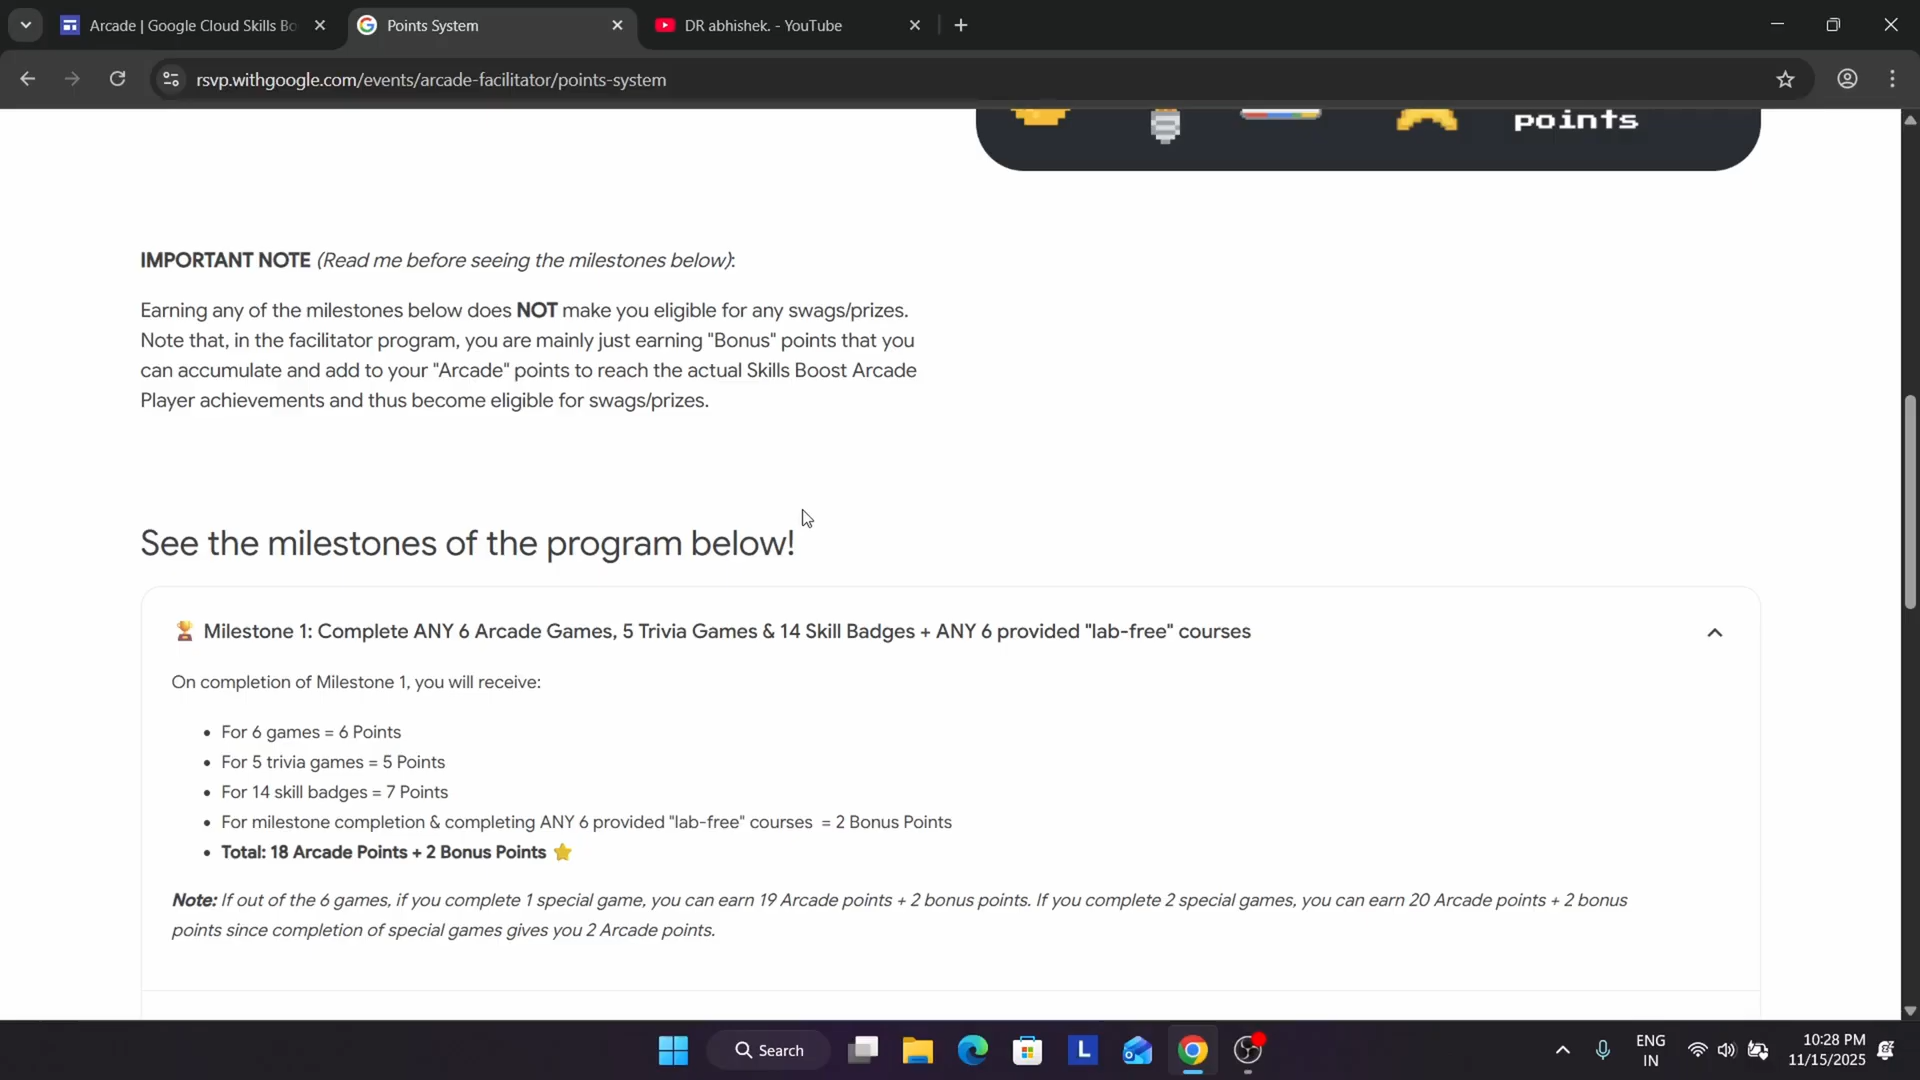 Arcade | Google Cloud Skills Bo
Points System
DR abhishek. - YouTube
rsvp.withgoogle.com/events/arcade-facilitator/points-system
points
IMPORTANT NOTE (Read me before seeing the milestones below):
Earning any of the milestones below does NOT make you eligible for any swags/prizes.
Note that, in the facilitator program, you are mainly just earning "Bonus" points that you
can accumulate and add to your "Arcade" points to reach the actual Skills Boost Arcade
Player achievements and thus become eligible for swags/prizes.
See the milestones of the program below!
Milestone 1: Complete ANY 6 Arcade Games, 5 Trivia Games & 14 Skill Badges + ANY 6 provided "lab-free" courses
On completion of Milestone 1, you will receive:
• For 6 games = 6 Points
• For 5 trivia games = 5 Points
• For 14 skill badges = 7 Points
• For milestone completion & completing ANY 6 provided "lab-free" courses = 2 Bonus Points
• Total: 18 Arcade Points + 2 Bonus Points
Note: If out of the 6 games, if you complete 1 special game, you can earn 19 Arcade points + 2 bonus points. If you complete 2 special games, you can earn 20 Arcade points + 2 bonus
points since completion of special games gives you 2 Arcade points.
Search
L
ENG
IN
10:28 PM
11/15/2025